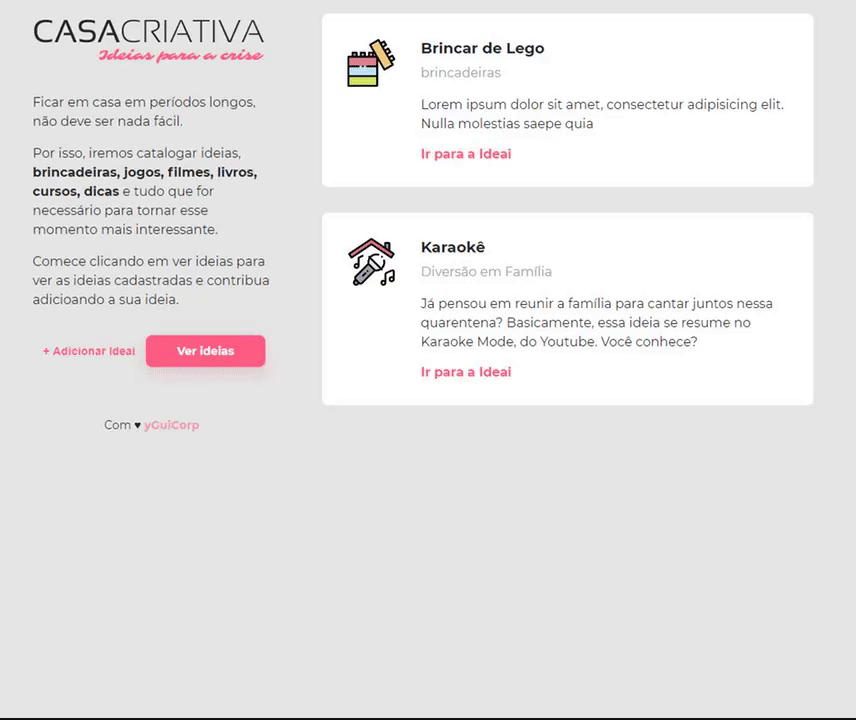 CASACRIATIVA
Ideias para a crise
Ficar em casa em períodos longos,
não deve ser nada fácil.
Por isso, iremos catalogar ideias,
brincadeiras, jogos, filmes, livros,
cursos, dicas e tudo que for
necessário para tornar esse
momento mais interessante.
Comece clicando em ver ideias para
ver as ideias cadastradas e contribua
adicioando a sua ideia.
+ Adicionar Ideai
Ver ideias
Com ♥ yGuiCorp
Brincar de Lego
brincadeiras
Lorem ipsum dolor sit amet, consectetur adipisicing elit.
Nulla molestias saepe quia
Ir para a Ideai
Karaokê
Diversão em Família
Já pensou em reunir a família para cantar juntos nessa
quarentena? Basicamente, essa ideia se resume no
Karaoke Mode, do Youtube. Você conhece?
Ir para a Ideai